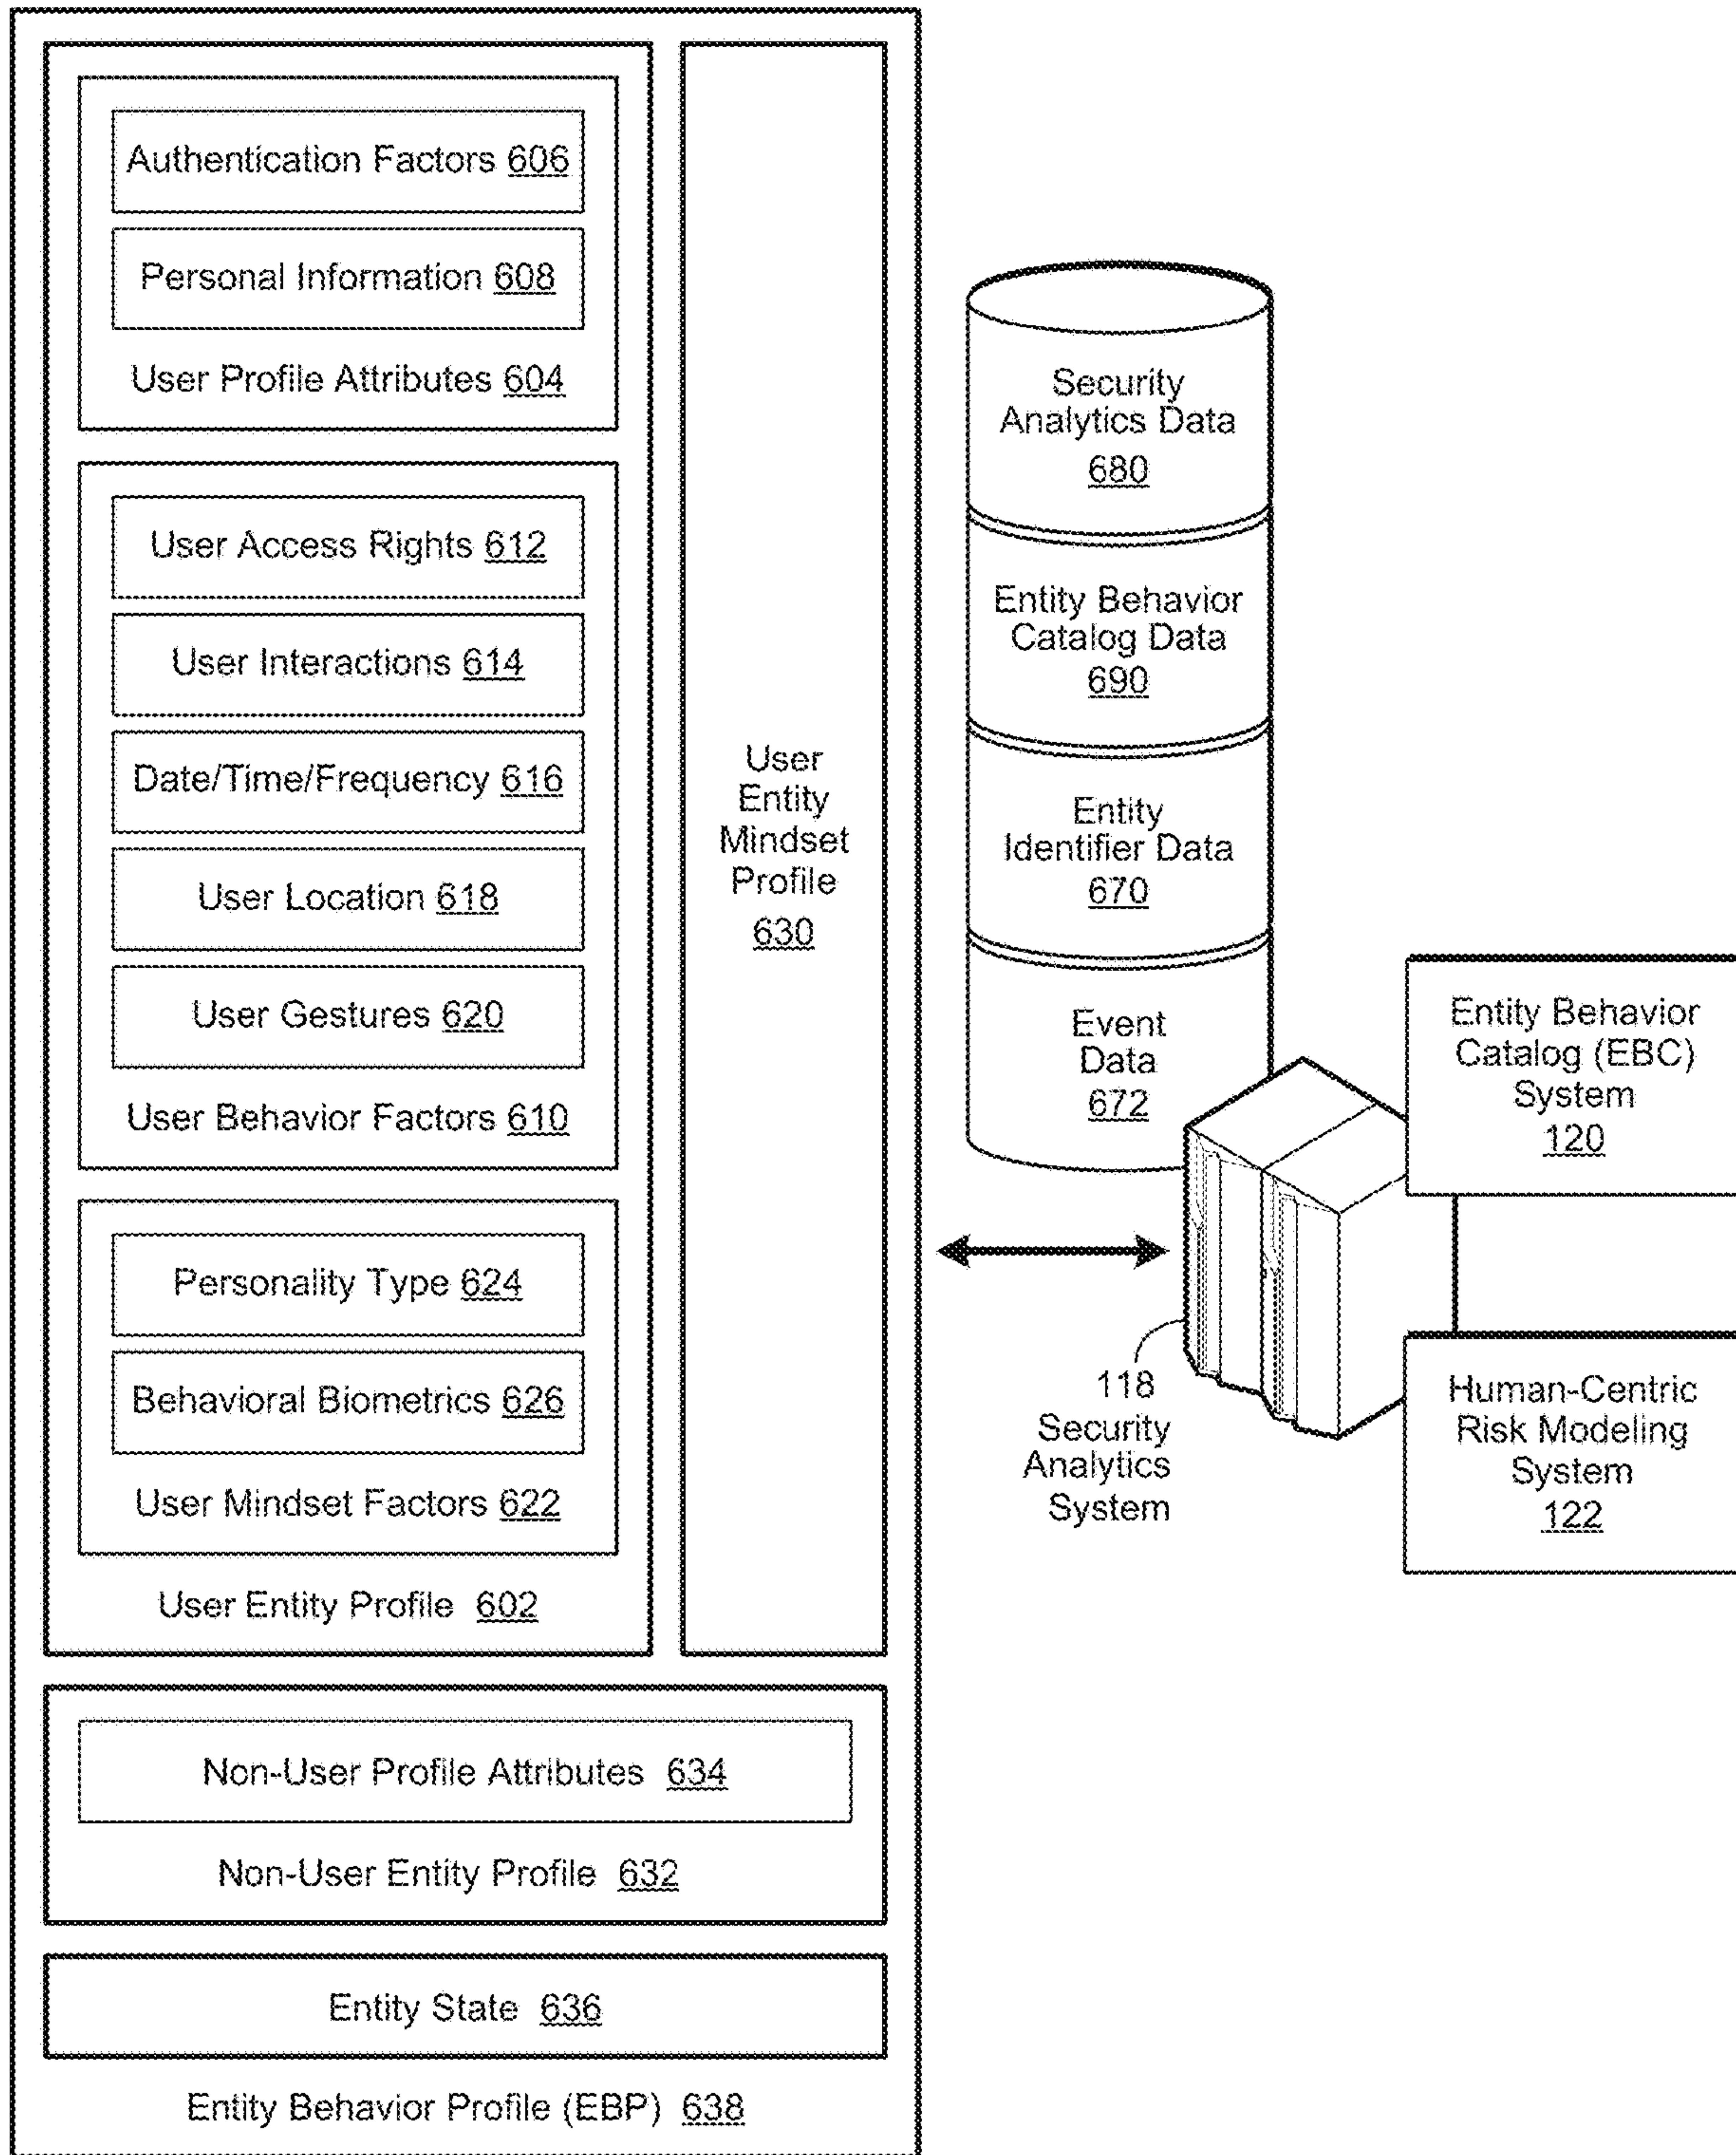 Authentication Factors 606
Personal Information 608
User Profile Attributes 604
User Access Rights 612
User Interactions 614
Date/Time/Frequency 616
User Location 618
User Gestures 620
User Behavior Factors 610
Personality Type 624
Behavioral Biometrics 626
User Mindset Factors 622
User Entity Profile 602
User
Entity
Mindset
Profile
630
Non-User Profile Attributes 634
Non-User Entity Profile 632
Entity State 636
Entity Behavior Profile (EBP) 638
Security
Analytics Data
680
Entity Behavior
Catalog Data
690
Entity
Identifier Data
670
Event
Data
672
118
Security
Analytics
System
Entity Behavior
Catalog (EBC)
System
120
Human-Centric
Risk Modeling
System
122